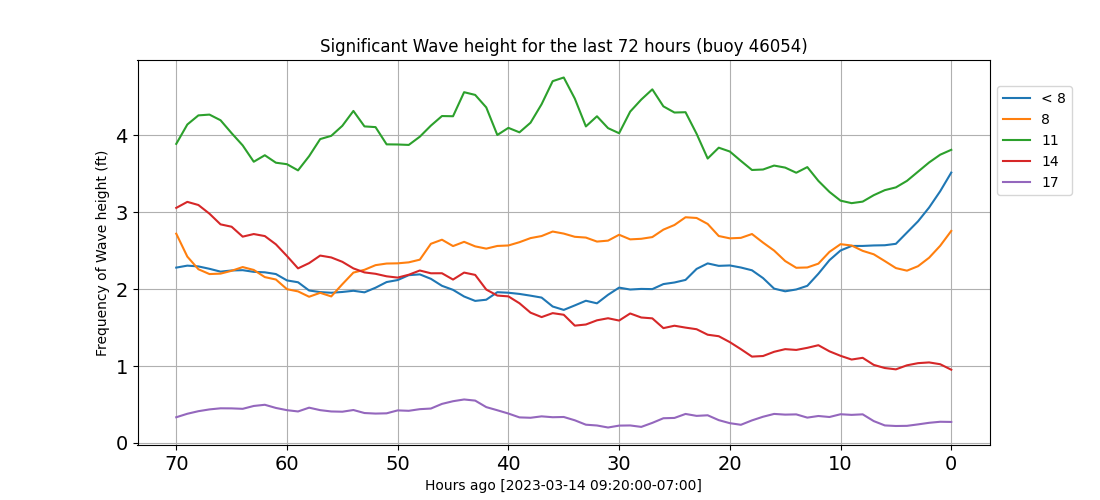 Significant Wave height for the last 72 hours (buoy 46054)
Frequency of Wave height (ft)
4
3
2
1
0
70 60 50 40 30 20 10 0
Hours ago [2023-03-14 09:20:00-07:00]
< 8
8
11
14
17